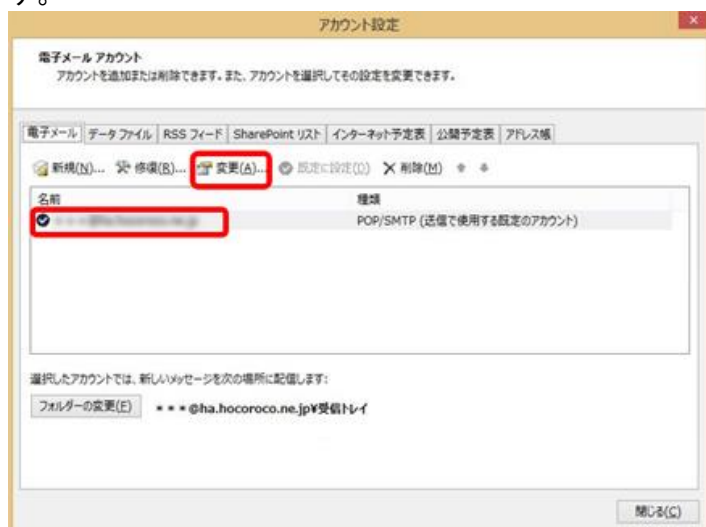 す。
アカウント設定
電子メール アカウント
アカウントを追加または削除できます。また、アカウントを選択してその設定を変更できます。
電子メール データ ファイル RSS フィード SharePoint リスト インターネット予定表 公開予定表 アドレス帳
新規(N)... 修復(R)... 変更(A)... 既定に設定(D) 削除(M)
名前 種類
POP/SMTP (送信で使用する既定のアカウント)
選択したアカウントでは、新しいメッセージを次の場所に配信します:
フォルダーの変更(F) ***@ha.hocoroco.ne.jp¥受信トレイ
閉じる(C)